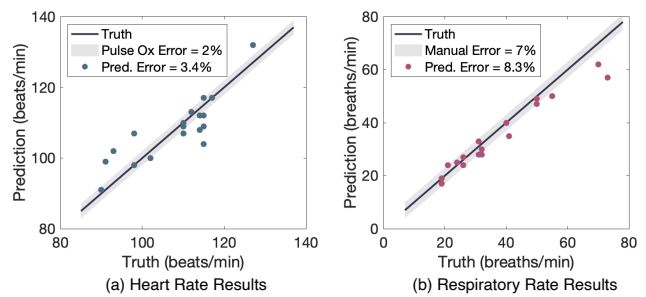 140
120
100
80
80
100
120
140
Prediction (beats/min)
Truth (beats/min)
Truth
Pulse Ox Error = 2%
Pred. Error = 3.4%
(a) Heart Rate Results
80
60
40
20
0
0
20
40
60
80
Prediction (breaths/min)
Truth (breaths/min)
Truth
Manual Error = 7%
Pred. Error = 8.3%
(b) Respiratory Rate Results